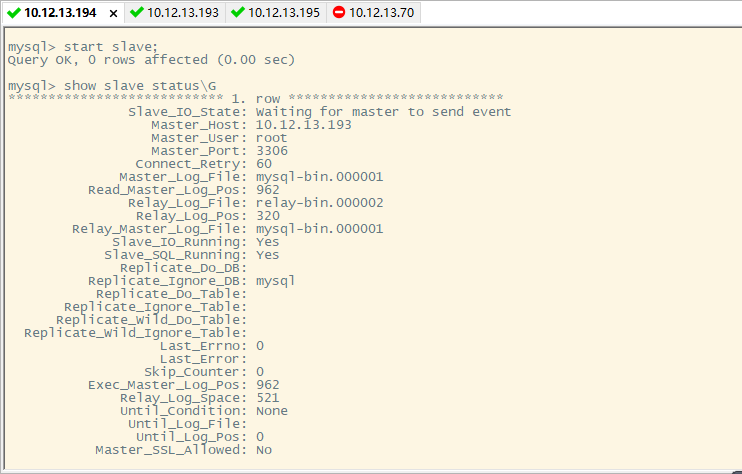 10.12.13.194 × 10.12.13.193 10.12.13.195 10.12.13.70
mysql> start slave;
Query OK, 0 rows affected (0.00 sec)
mysql> show slave status\G
*************************** 1. row ***************************
Slave_IO_State: Waiting for master to send event
Master_Host: 10.12.13.193
Master_User: root
Master_Port: 3306
Connect_Retry: 60
Master_Log_File: mysql-bin.000001
Read_Master_Log_Pos: 962
Relay_Log_File: relay-bin.000002
Relay_Log_Pos: 320
Relay_Master_Log_File: mysql-bin.000001
Slave_IO_Running: Yes
Slave_SQL_Running: Yes
Replicate_Do_DB:
Replicate_Ignore_DB: mysql
Replicate_Do_Table:
Replicate_Ignore_Table:
Replicate_Wild_Do_Table:
Replicate_Wild_Ignore_Table:
Last_Errno: 0
Last_Error:
Skip_Counter: 0
Exec_Master_Log_Pos: 962
Relay_Log_Space: 521
Until_Condition: None
Until_Log_File:
Until_Log_Pos: 0
Master_SSL_Allowed: No